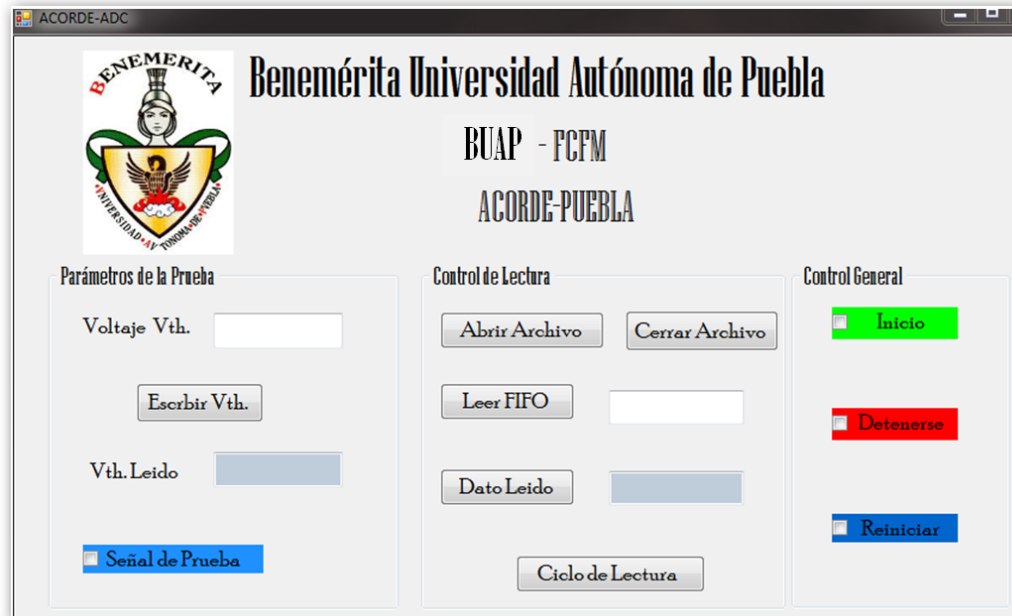 ACORDE-ADC
BENEMERITA
UNIVERSIDAD AUTONOMA DE PUEBLA
Benemérita Universidad Autónoma de Puebla
BUAP - FCFM
ACORDE-PUEBLA
Parámetros de la Prueba
Voltaje Vth.
Escrbir Vth.
Vth. Leido
Señal de Prueba
Control de Lectura
Abrir Archivo
Cerrar Archivo
Leer FIFO
Dato Leido
Ciclo de Lectura
Control General
Inicio
Detenerse
Reiniciar